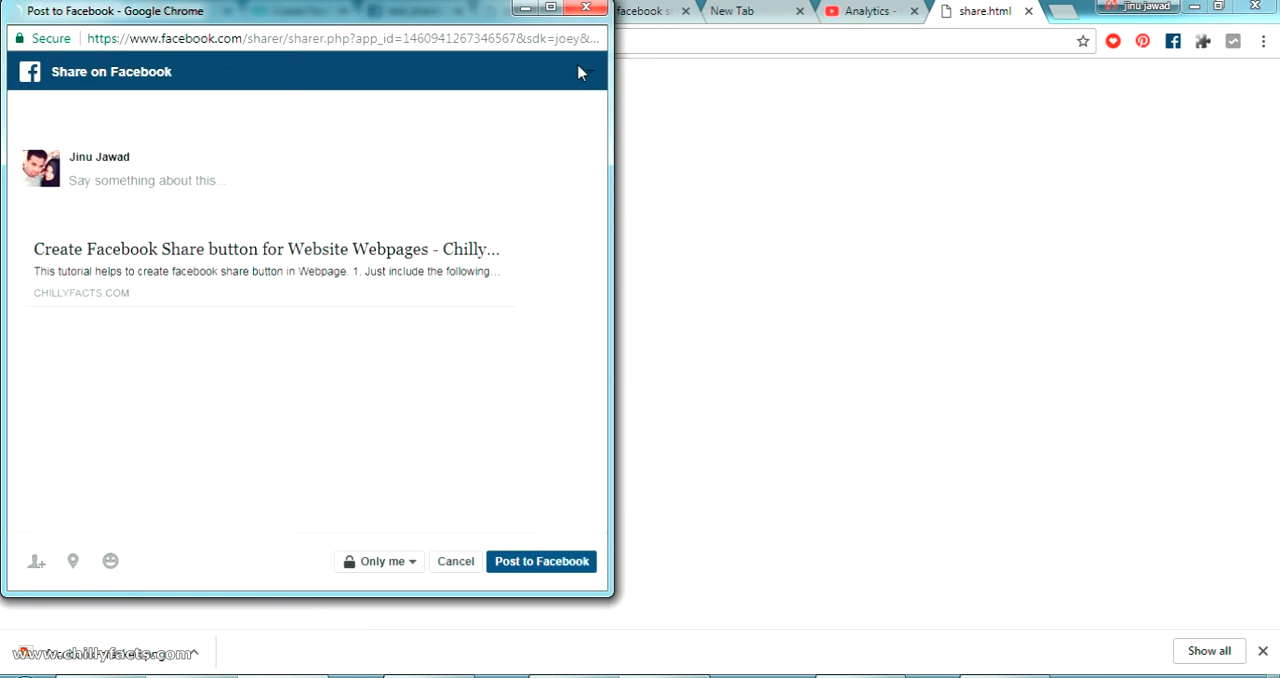 Post to Facebook - Google Chrome
facebook s
New Tab
Analytics -
share.html
jinu jawad
Secure
https://www.facebook.com/sharer/sharer.php?app_id=1460941267346567&sdk=joey&...
Share on Facebook
Jinu Jawad
Say something about this...
Create Facebook Share button for Website Webpages - Chilly...
This tutorial helps to create facebook share button in Webpage. 1. Just include the following...
CHILLYFACTS.COM
Only me
Cancel
Post to Facebook
www.chillyfacts.com
Show all